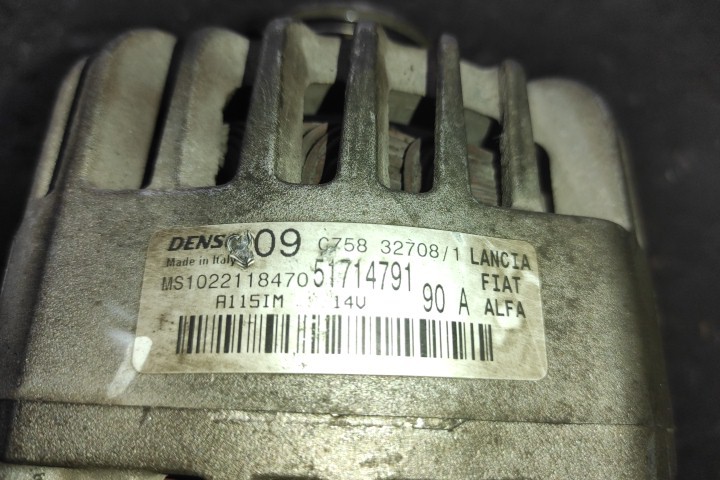 DENSO 09 C758 32708/1 LANCIA
Made in Italy 51714791 FIAT
MS1022118470 90 A ALFA
A115IM 14V